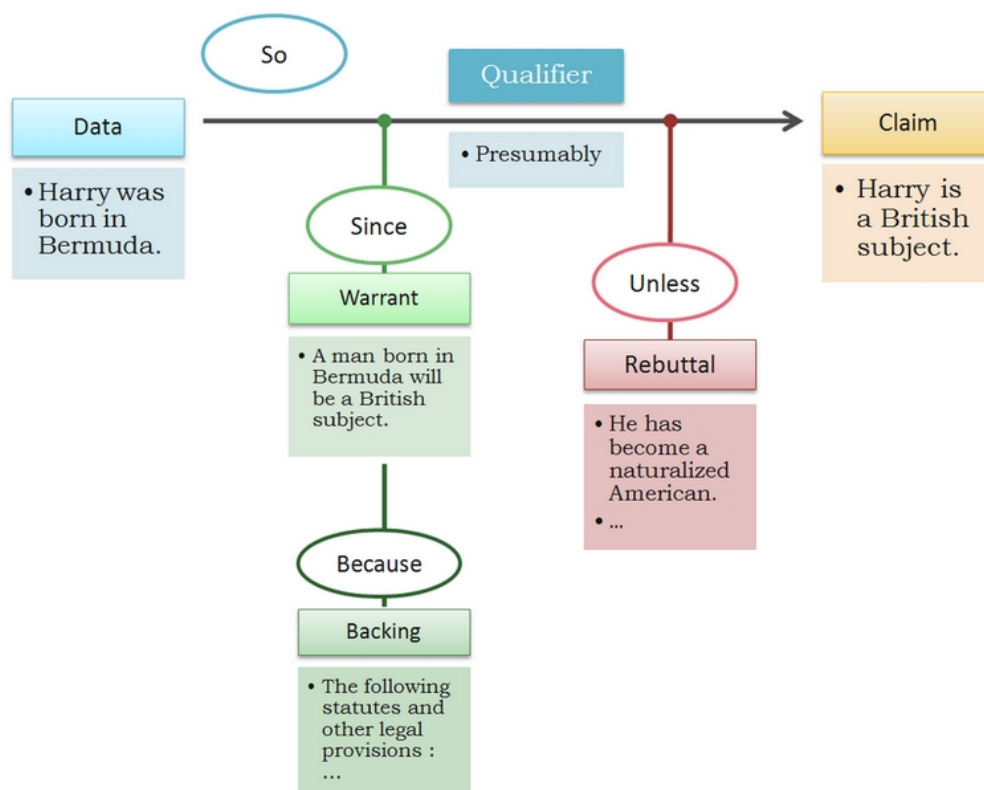 So
Qualifier
Data
Claim
• Presumably
• Harry was
born in
Bermuda.
• Harry is
a British
subject.
Since
Unless
Warrant
• A man born in
Bermuda will
be a British
subject.
Rebuttal
• He has
become a
naturalized
American.
• ...
Because
Backing
• The following
statutes and
other legal
provisions :
...